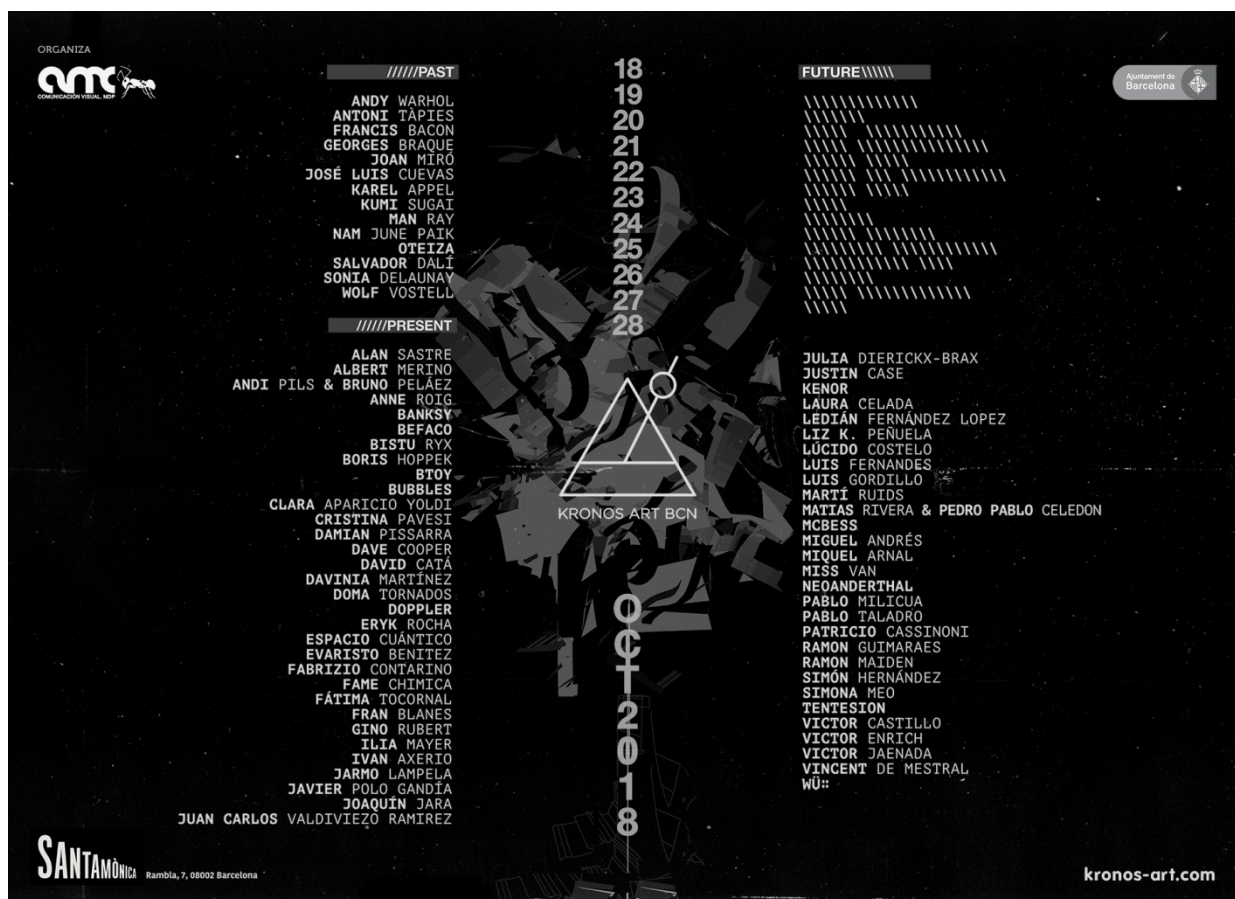 ORGANIZA
amc
COMUNICACIÓN VISUAL. MDP
//////PAST
ANDY WARHOL
ANTONI TÀPIES
FRANCIS BACON
GEORGES BRAQUE
JOAN MIRÓ
JOSÉ LUIS CUEVAS
KAREL APPEL
KUMI SUGAI
MAN RAY
NAM JUNE PAIK
OTEIZA
SALVADOR DALÍ
SONIA DELAUNAY
WOLF VOSTELL
//////PRESENT
ALAN SASTRE
ALBERT MERINO
ANDI PILS & BRUNO PELÁEZ
ANNE ROIG
BANKSY
BEFACO
BISTU RYX
BORIS HOPPEK
BTOY
BUBBLES
CLARA APARICIO YOLDI
CRISTINA PAVESI
DAMIAN PISSARRA
DAVE COOPER
DAVID CATÁ
DAVINIA MARTÍNEZ
DOMA TORNADOS
DOPPLER
ERYK ROCHA
ESPACIO CUÁNTICO
EVARISTO BENITEZ
FABRIZIO CONTARINO
FAME CHIMICA
FÁTIMA TOCORNAL
FRAN BLANES
GINO RUBERT
ILIA MAYER
IVAN AXERIO
JARMO LAMPELA
JAVIER POLO GANDÍA
JOAQUÍN JARA
JUAN CARLOS VALDIVIEZO RAMIREZ
18
19
20
21
22
23
24
25
26
27
28
KRONOS ART BCN
OCT 2018
FUTURE\\\\\\
JULIA DIERICKX-BRAX
JUSTIN CASE
KENOR
LAURA CELADA
LEDIÁN FERNÁNDEZ LOPEZ
LIZ K. PEÑUELA
LÚCIDO COSTELO
LUIS FERNANDES
LUIS GORDILLO
MARTÍ RUIDS
MATIAS RIVERA & PEDRO PABLO CELEDON
MCBESS
MIGUEL ANDRÉS
MIQUEL ARNAL
MISS VAN
NEOANDERTHAL
PABLO MILICUA
PABLO TALADRO
PATRICIO CASSINONI
RAMON GUIMARAES
RAMON MAIDEN
SIMÓN HERNÁNDEZ
SIMONA MEO
TENTESION
VICTOR CASTILLO
VICTOR ENRICH
VICTOR JAENADA
VINCENT DE MESTRAL
WÜ::
Ajuntament de
Barcelona
SANTAMÒNICA
Rambla, 7, 08002 Barcelona
kronos-art.com